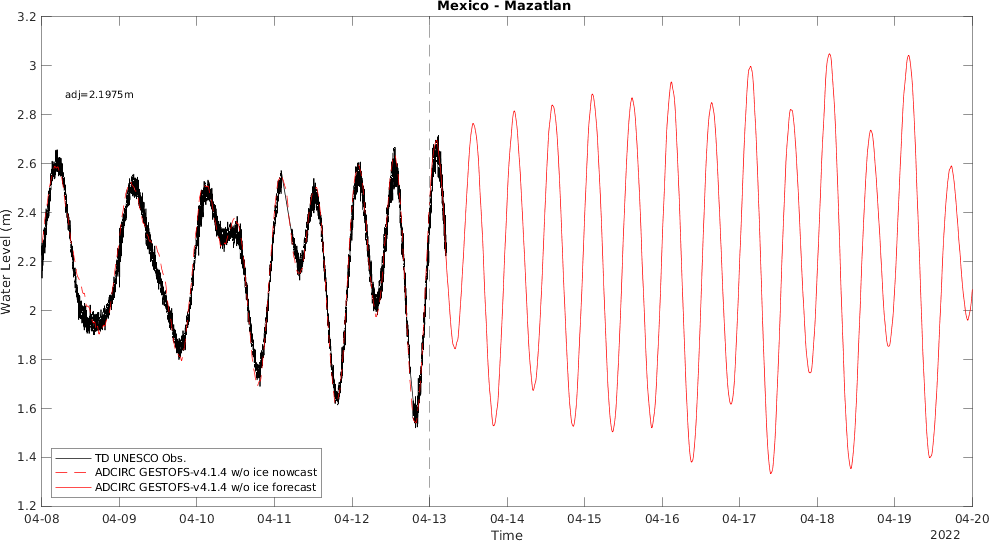 Mexico - Mazatlan
3.2
3
2.8
2.6
2.4
2.2
2
1.8
1.6
1.4
1.2
Water Level (m)
adj=2.1975m
TD UNESCO Obs.
ADCIRC GESTOFS-v4.1.4 w/o ice nowcast
ADCIRC GESTOFS-v4.1.4 w/o ice forecast
04-08 04-09 04-10 04-11 04-12 04-13 04-14 04-15 04-16 04-17 04-18 04-19 04-20
Time
2022